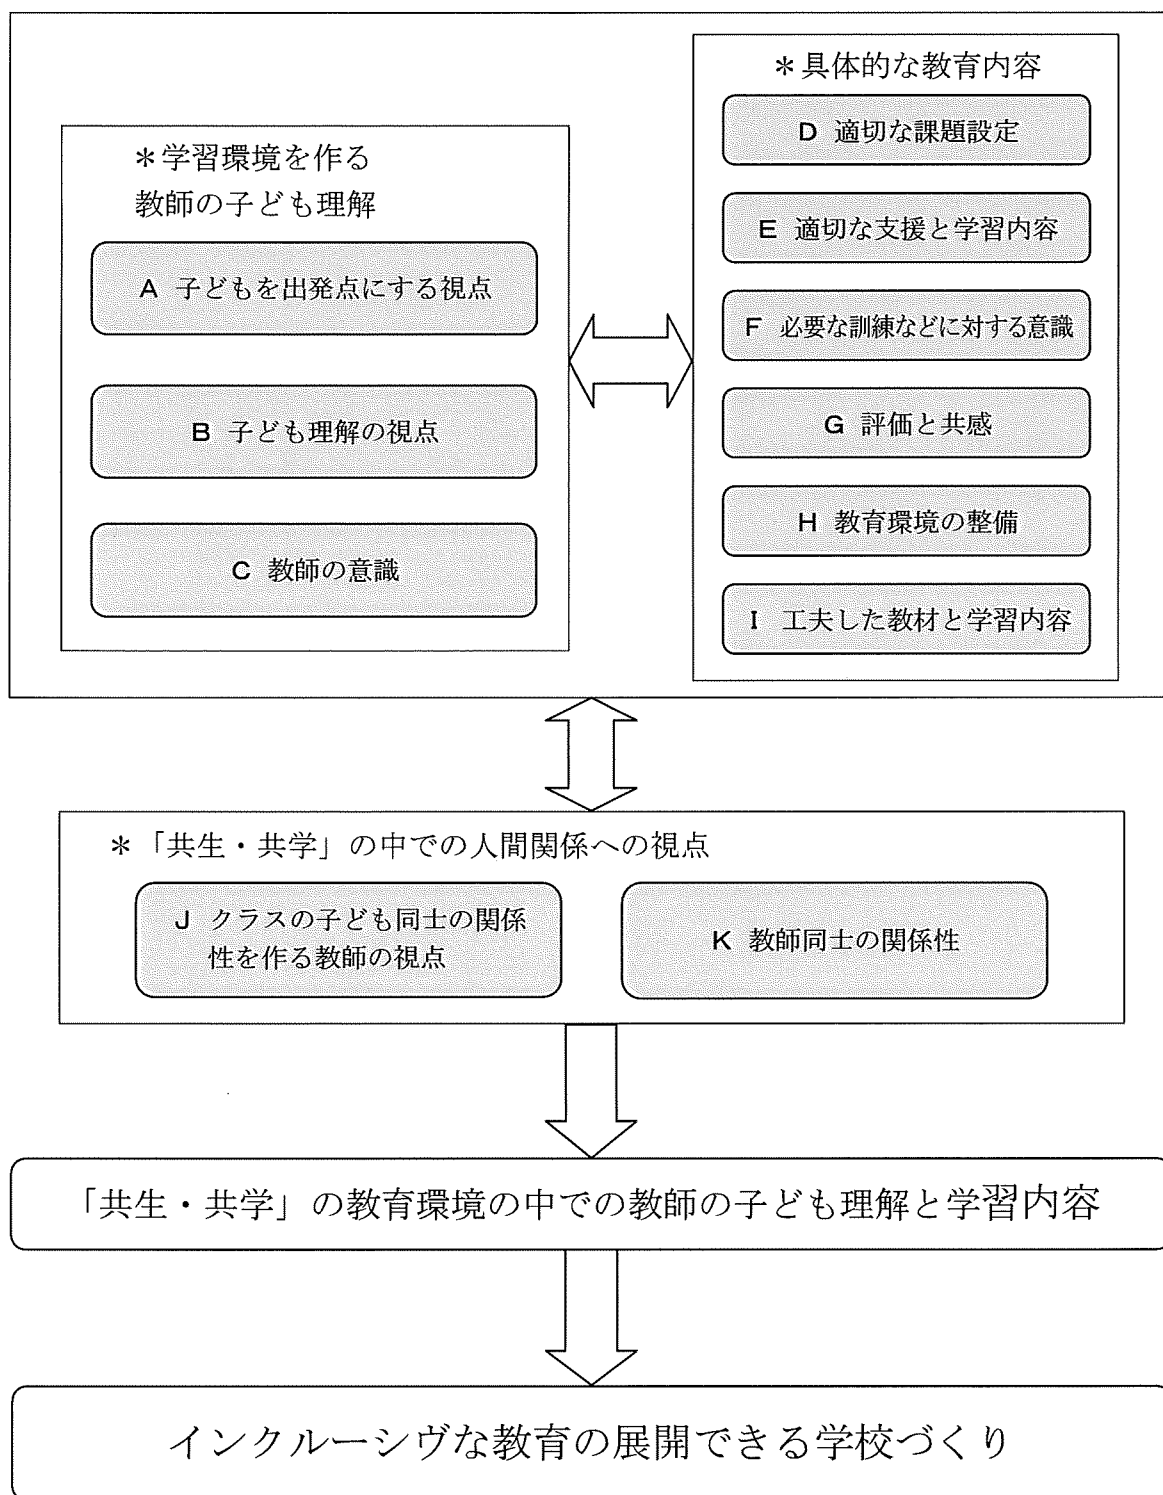 ＊学習環境を作る
教師の子ども理解
A 子どもを出発点にする視点
B 子ども理解の視点
C 教師の意識
＊具体的な教育内容
D 適切な課題設定
E 適切な支援と学習内容
F 必要な訓練などに対する意識
G 評価と共感
H 教育環境の整備
I 工夫した教材と学習内容
＊「共生・共学」の中での人間関係への視点
J クラスの子ども同士の関係
性を作る教師の視点
K 教師同士の関係性
「共生・共学」の教育環境の中での教師の子ども理解と学習内容
インクルーシヴな教育の展開できる学校づくり